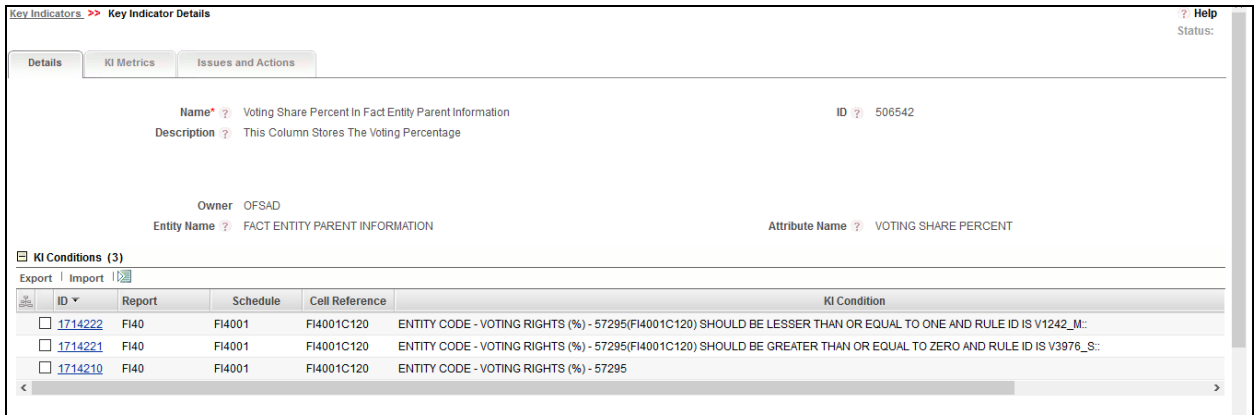 Key Indicators >> Key Indicator Details
? Help
Status:
Details KI Metrics Issues and Actions
Name* ? Voting Share Percent In Fact Entity Parent Information ID ? 506542
Description ? This Column Stores The Voting Percentage
Owner OFSAD
Entity Name ? FACT ENTITY PARENT INFORMATION Attribute Name ? VOTING SHARE PERCENT
KI Conditions (3)
Export | Import |
ID Report Schedule Cell Reference KI Condition
1714222 FI40 FI4001 FI4001C120 ENTITY CODE - VOTING RIGHTS (%) - 57295(FI4001C120) SHOULD BE LESSER THAN OR EQUAL TO ONE AND RULE ID IS V1242_M::
1714221 FI40 FI4001 FI4001C120 ENTITY CODE - VOTING RIGHTS (%) - 57295(FI4001C120) SHOULD BE GREATER THAN OR EQUAL TO ZERO AND RULE ID IS V3976_S::
1714210 FI40 FI4001 FI4001C120 ENTITY CODE - VOTING RIGHTS (%) - 57295